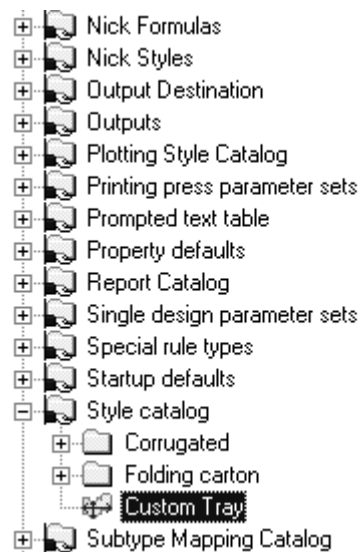 Nick Formulas
Nick Styles
Output Destination
Outputs
Plotting Style Catalog
Printing press parameter sets
Prompted text table
Property defaults
Report Catalog
Single design parameter sets
Special rule types
Startup defaults
Style catalog
Corrugated
Folding carton
Custom Tray
Subtype Mapping Catalog